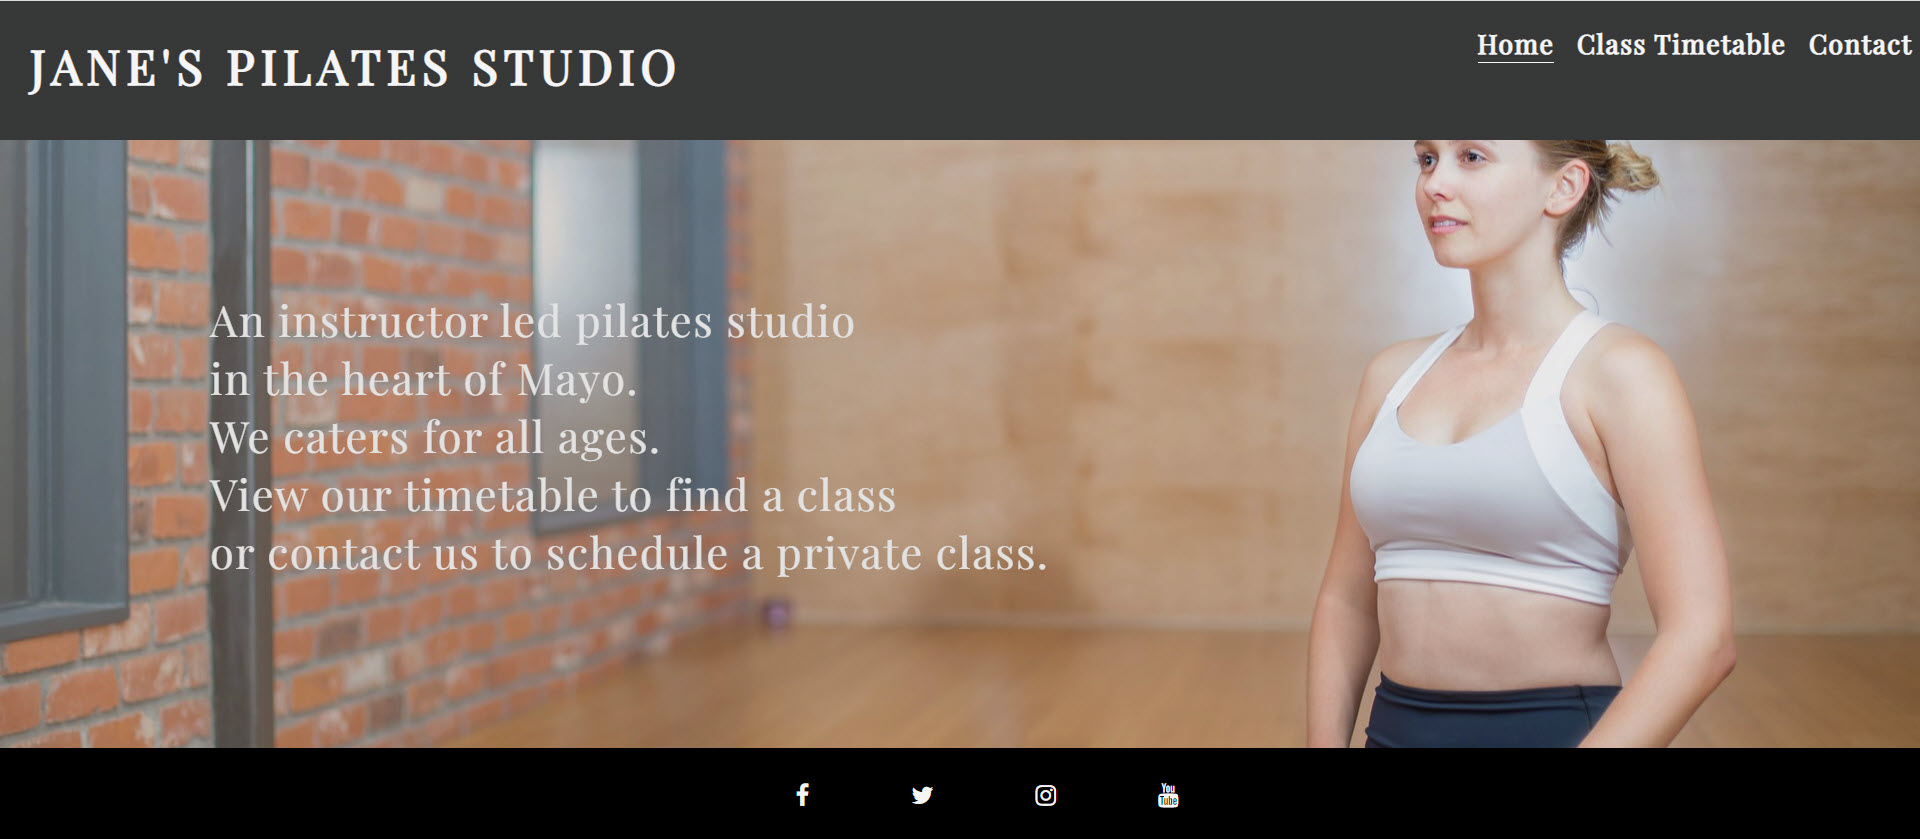 JANE'S PILATES STUDIO
Home Class Timetable Contact
An instructor led pilates studio
in the heart of Mayo.
We caters for all ages.
View our timetable to find a class
or contact us to schedule a private class.
You
Tube